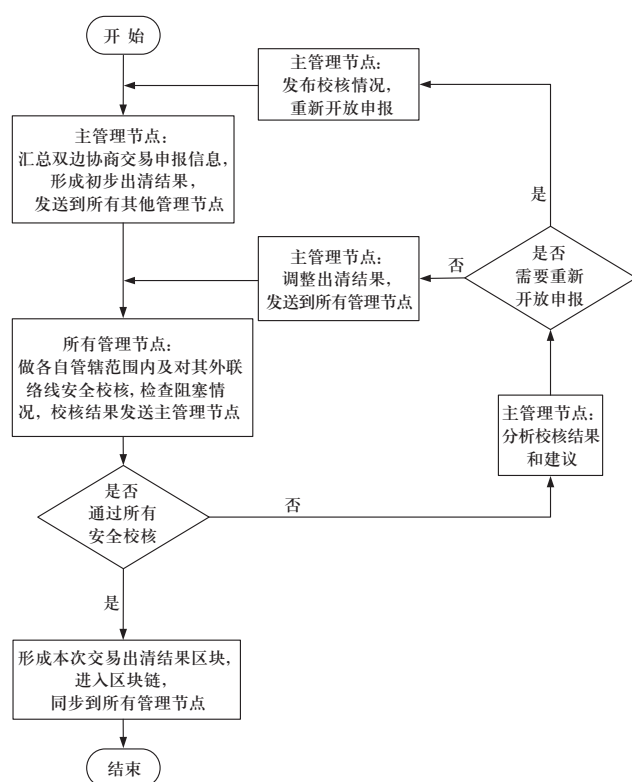 开 始
主管理节点：
发布校核情况，
重新开放申报
主管理节点：
汇总双边协商交易申报信息，
形成初步出清结果，
发送到所有其他管理节点
是
主管理节点：
调整出清结果，
发送到所有管理节点
否
是否
需要重新
开放申报
所有管理节点：
做各自管辖范围内及对其外联
络线安全校核，检查阻塞情
况，校核结果发送主管理节点
主管理节点：
分析校核结果
和建议
是否
通过所有
安全校核
否
是
形成本次交易出清结果区块，
进入区块链，
同步到所有管理节点
结束